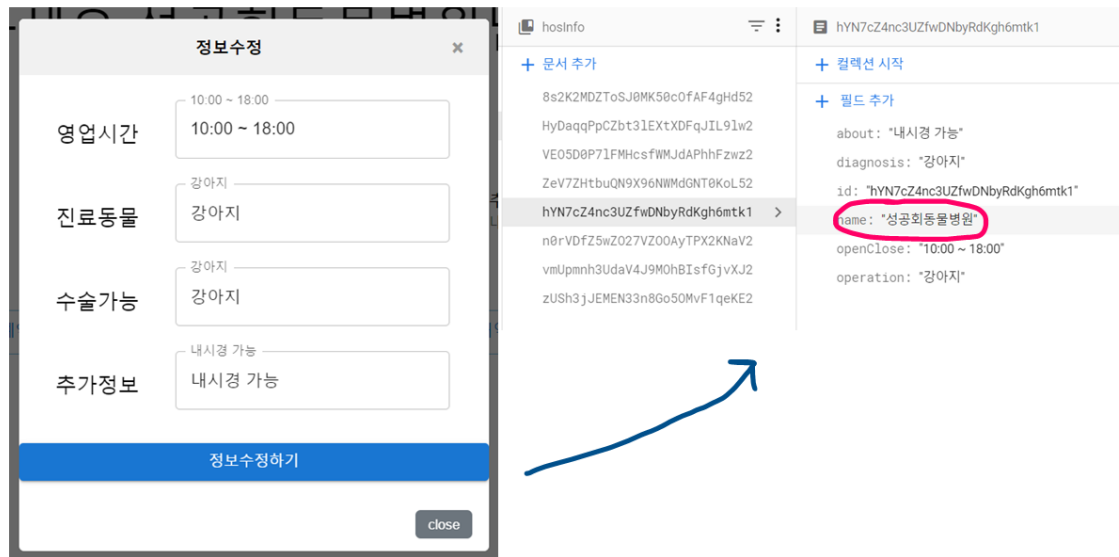 정보수정 ×
10:00 ~ 18:00
영업시간 10:00 ~ 18:00
강아지
진료동물 강아지
강아지
수술가능 강아지
내시경 가능
추가정보 내시경 가능
정보수정하기
close
hosInfo
+ 문서 추가
8s2K2MDZToSJ0MK50cOfAF4gHd52
HyDaqqPpCZbt3lEXtXDFqJIL9lw2
VEO5D0P7lFMHcsfWMJdAPhhFzwz2
ZeV7ZHtbuQN9X96NWMdGNT0KoL52
hYN7cZ4nc3UZfwDNbyRdKgh6mtk1
n0rVDfZ5wZO27VZOOAyTPX2KNaV2
vmUpmnh3UdaV4J9MOhBIsfGjvXJ2
zUSh3jJEMEN33n8Go5OMvF1qeKE2
hYN7cZ4nc3UZfwDNbyRdKgh6mtk1
+ 컬렉션 시작
+ 필드 추가
about: "내시경 가능"
diagnosis: "강아지"
id: "hYN7cZ4nc3UZfwDNbyRdKgh6mtk1"
name: "성공회동물병원"
openClose: "10:00 ~ 18:00"
operation: "강아지"